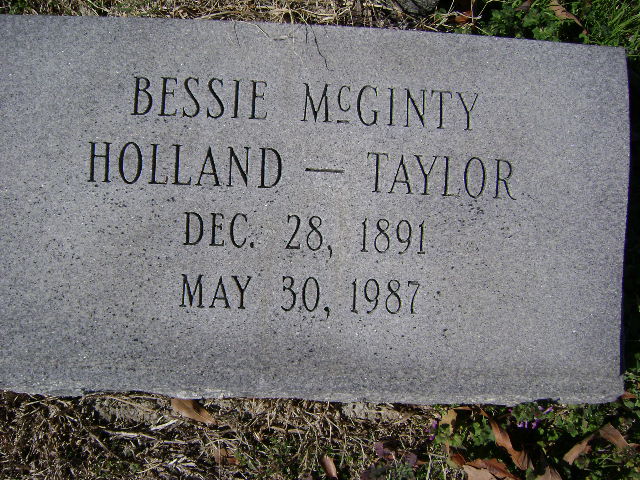 BESSIE McGINTY
HOLLAND — TAYLOR
DEC. 28, 1891
MAY 30, 1987